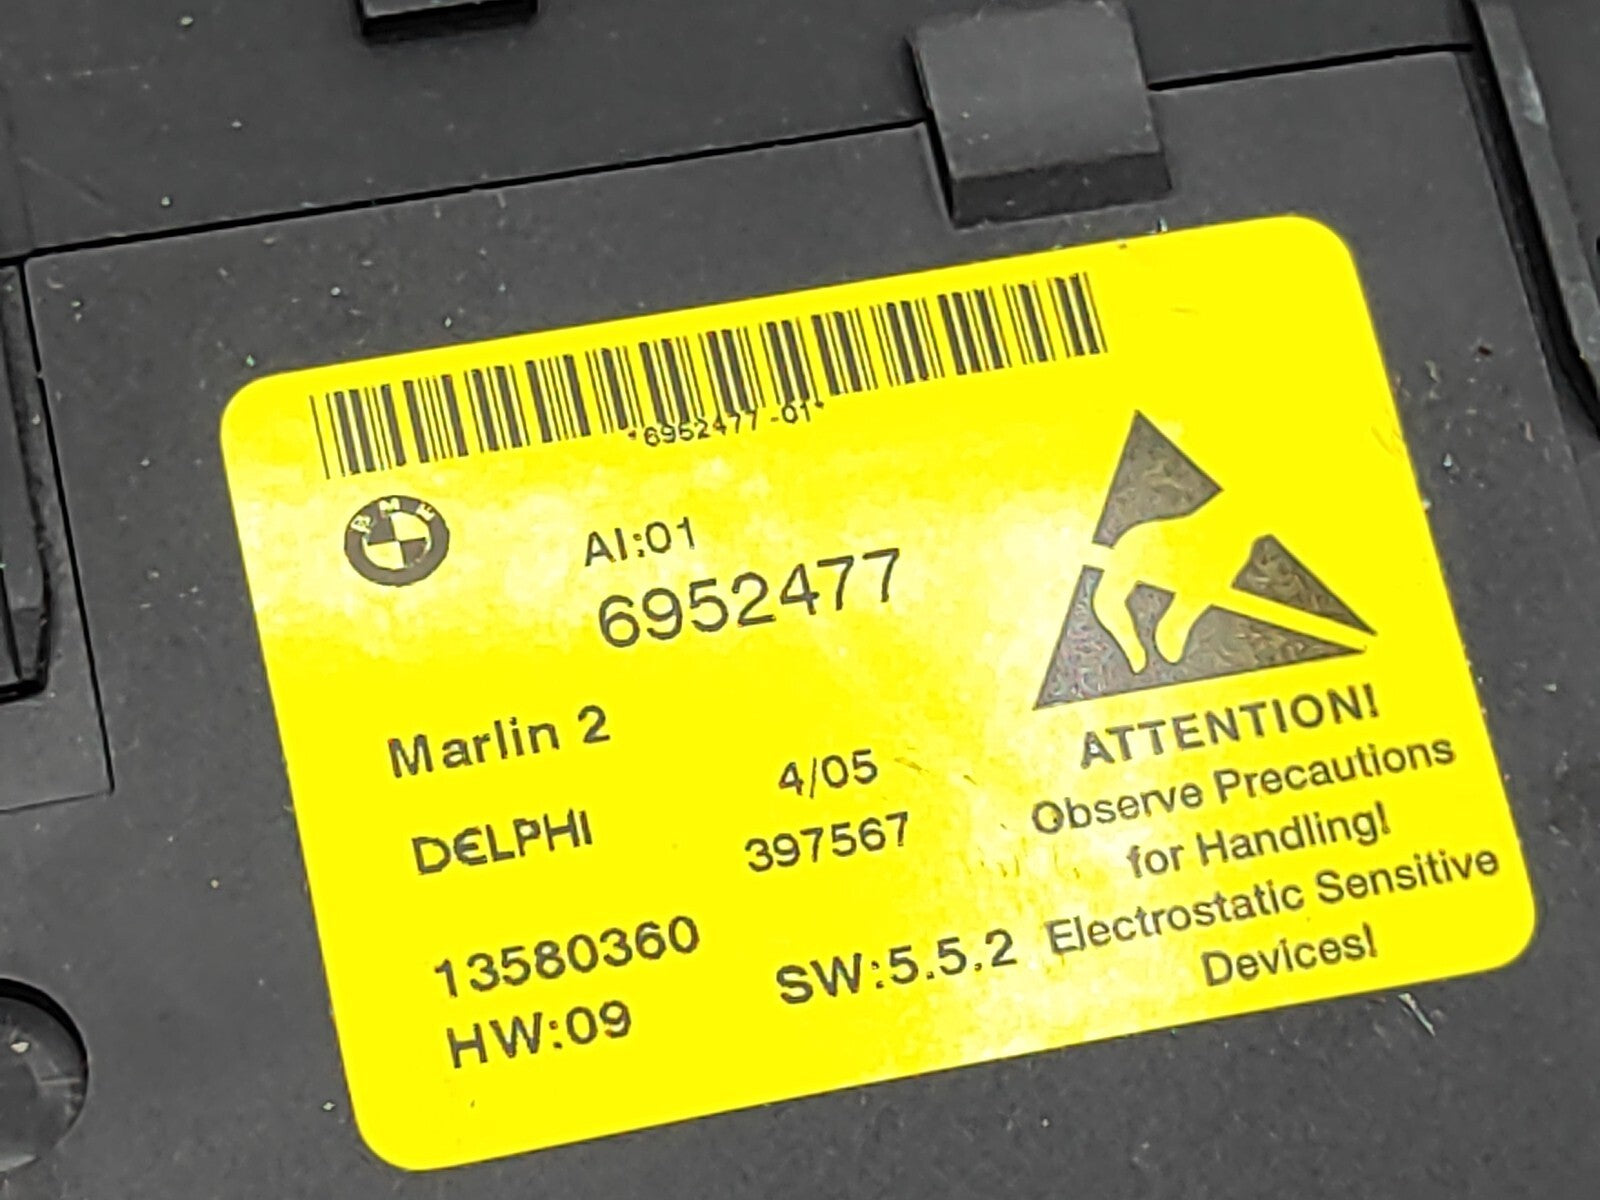 *6952477-01*
BMW
AI:01
6952477
Marlin 2
DELPHI
4/05
397567
13580360
HW:09
SW:5.5.2
ATTENTION!
Observe Precautions
for Handling!
Electrostatic Sensitive
Devices!